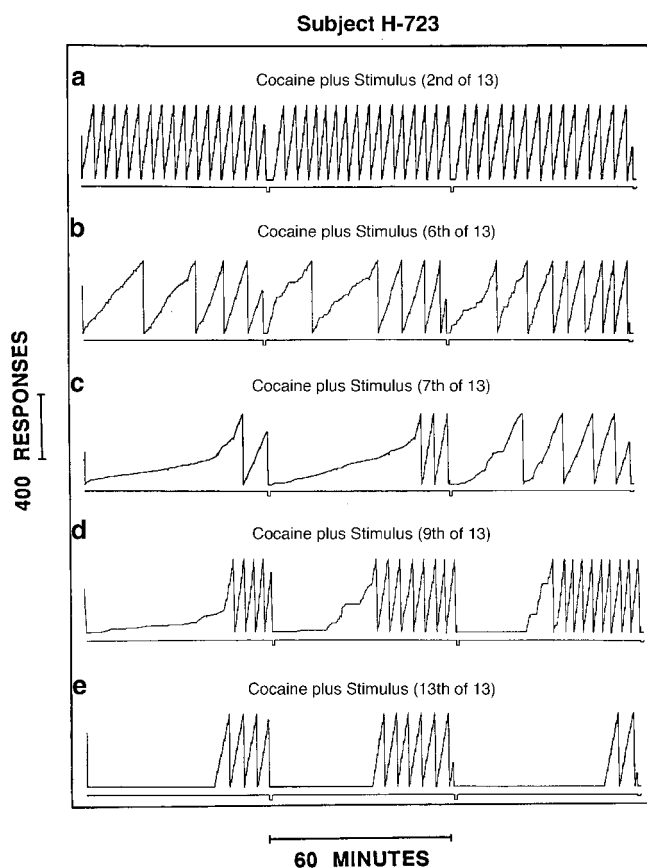 Subject H-723
a
Cocaine plus Stimulus (2nd of 13)
b
Cocaine plus Stimulus (6th of 13)
c
Cocaine plus Stimulus (7th of 13)
400 RESPONSES
d
Cocaine plus Stimulus (9th of 13)
e
Cocaine plus Stimulus (13th of 13)
60 MINUTES